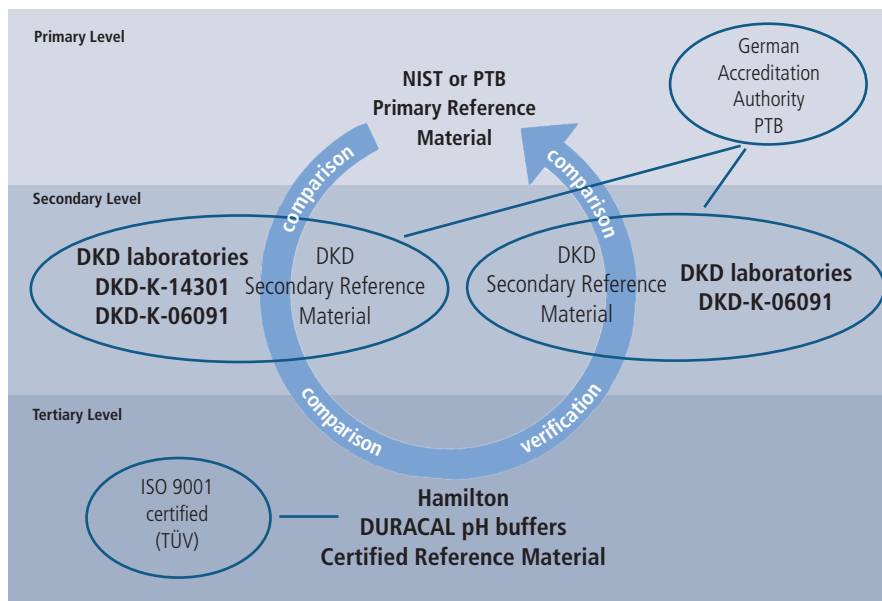 Primary Level
NIST or PTB
Primary Reference
Material
German
Accreditation
Authority
PTB
comparison
comparison
Secondary Level
DKD laboratories
DKD-K-14301
DKD-K-06091
DKD
Secondary Reference
Material
DKD
Secondary Reference
Material
DKD laboratories
DKD-K-06091
comparison
verification
Tertiary Level
ISO 9001
certified
(TÜV)
Hamilton
DURACAL pH buffers
Certified Reference Material